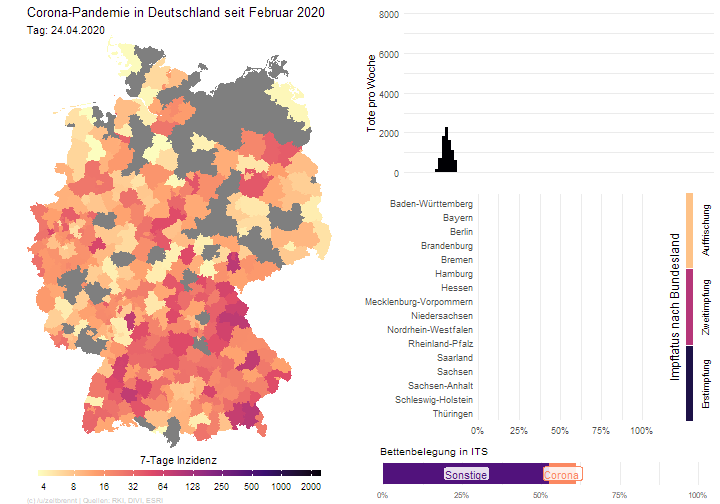 Corona-Pandemie in Deutschland seit Februar 2020
Tag: 24.04.2020
7-Tage Inzidenz
4 8 16 32 64 128 256 512 1000 2000
(c) /u/zeitbrennt | Quellen: RKI, DIVI, ESRI
Tote pro Woche
8000
6000
4000
2000
0
Impfstatus nach Bundesland
Baden-Württemberg
Bayern
Berlin
Brandenburg
Bremen
Hamburg
Hessen
Mecklenburg-Vorpommern
Niedersachsen
Nordrhein-Westfalen
Rheinland-Pfalz
Saarland
Sachsen
Sachsen-Anhalt
Schleswig-Holstein
Thüringen
0% 25% 50% 75% 100%
Auffrischung
Zweitimpfung
Erstimpfung
Bettenbelegung in ITS
Sonstige Corona
0% 25% 50% 75% 100%